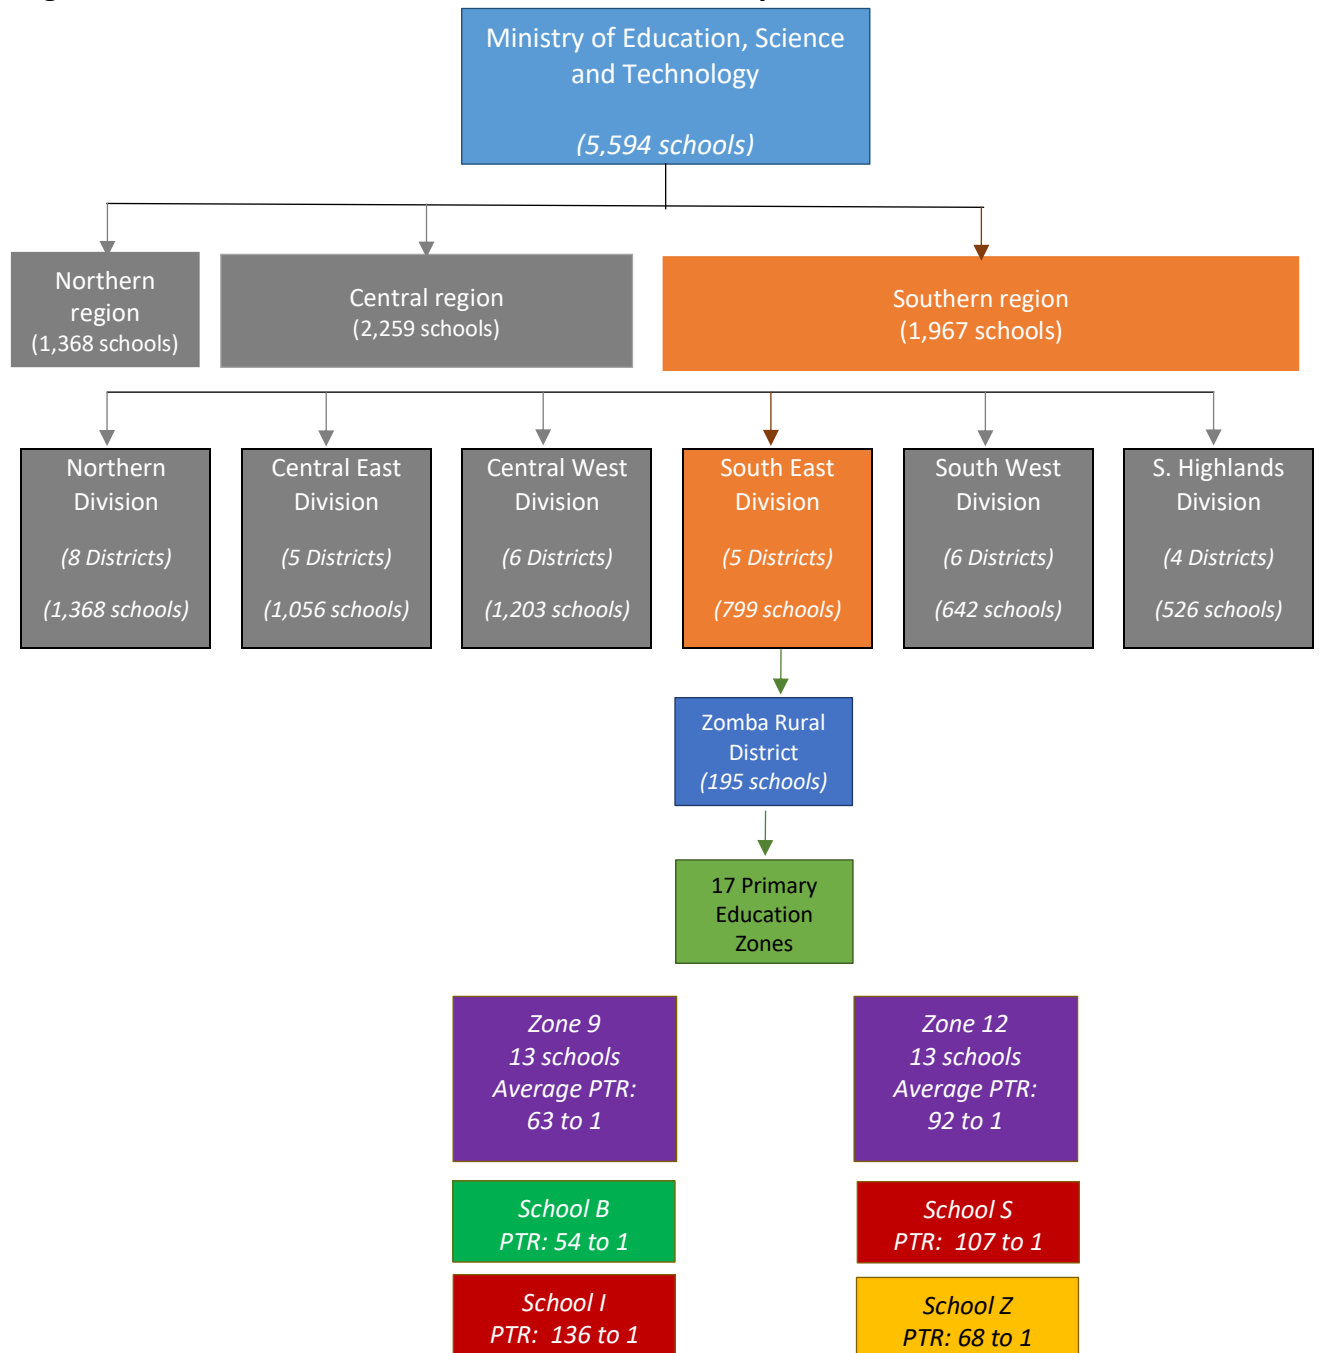 Ministry of Education, Science
and Technology
(5,594 schools)
Northern
region
(1,368 schools)
Central region
(2,259 schools)
Southern region
(1,967 schools)
Northern
Division
(8 Districts)
(1,368 schools)
Central East
Division
(5 Districts)
(1,056 schools)
Central West
Division
(6 Districts)
(1,203 schools)
South East
Division
(5 Districts)
(799 schools)
South West
Division
(6 Districts)
(642 schools)
S. Highlands
Division
(4 Districts)
(526 schools)
Zomba Rural
District
(195 schools)
17 Primary
Education
Zones
Zone 9
13 schools
Average PTR:
63 to 1
Zone 12
13 schools
Average PTR:
92 to 1
School B
PTR: 54 to 1
School S
PTR: 107 to 1
School I
PTR: 136 to 1
School Z
PTR: 68 to 1